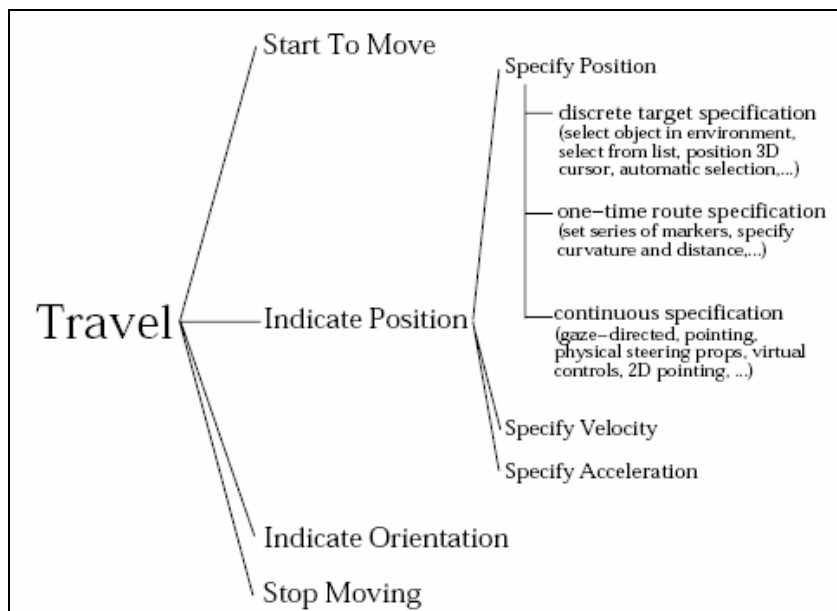 Travel
Start To Move
Indicate Position
Specify Position
discrete target specification
(select object in environment,
select from list, position 3D
cursor, automatic selection,...)
one-time route specification
(set series of markers, specify
curvature and distance,...)
continuous specification
(gaze-directed, pointing,
physical steering props, virtual
controls, 2D pointing, ...)
Specify Velocity
Specify Acceleration
Indicate Orientation
Stop Moving